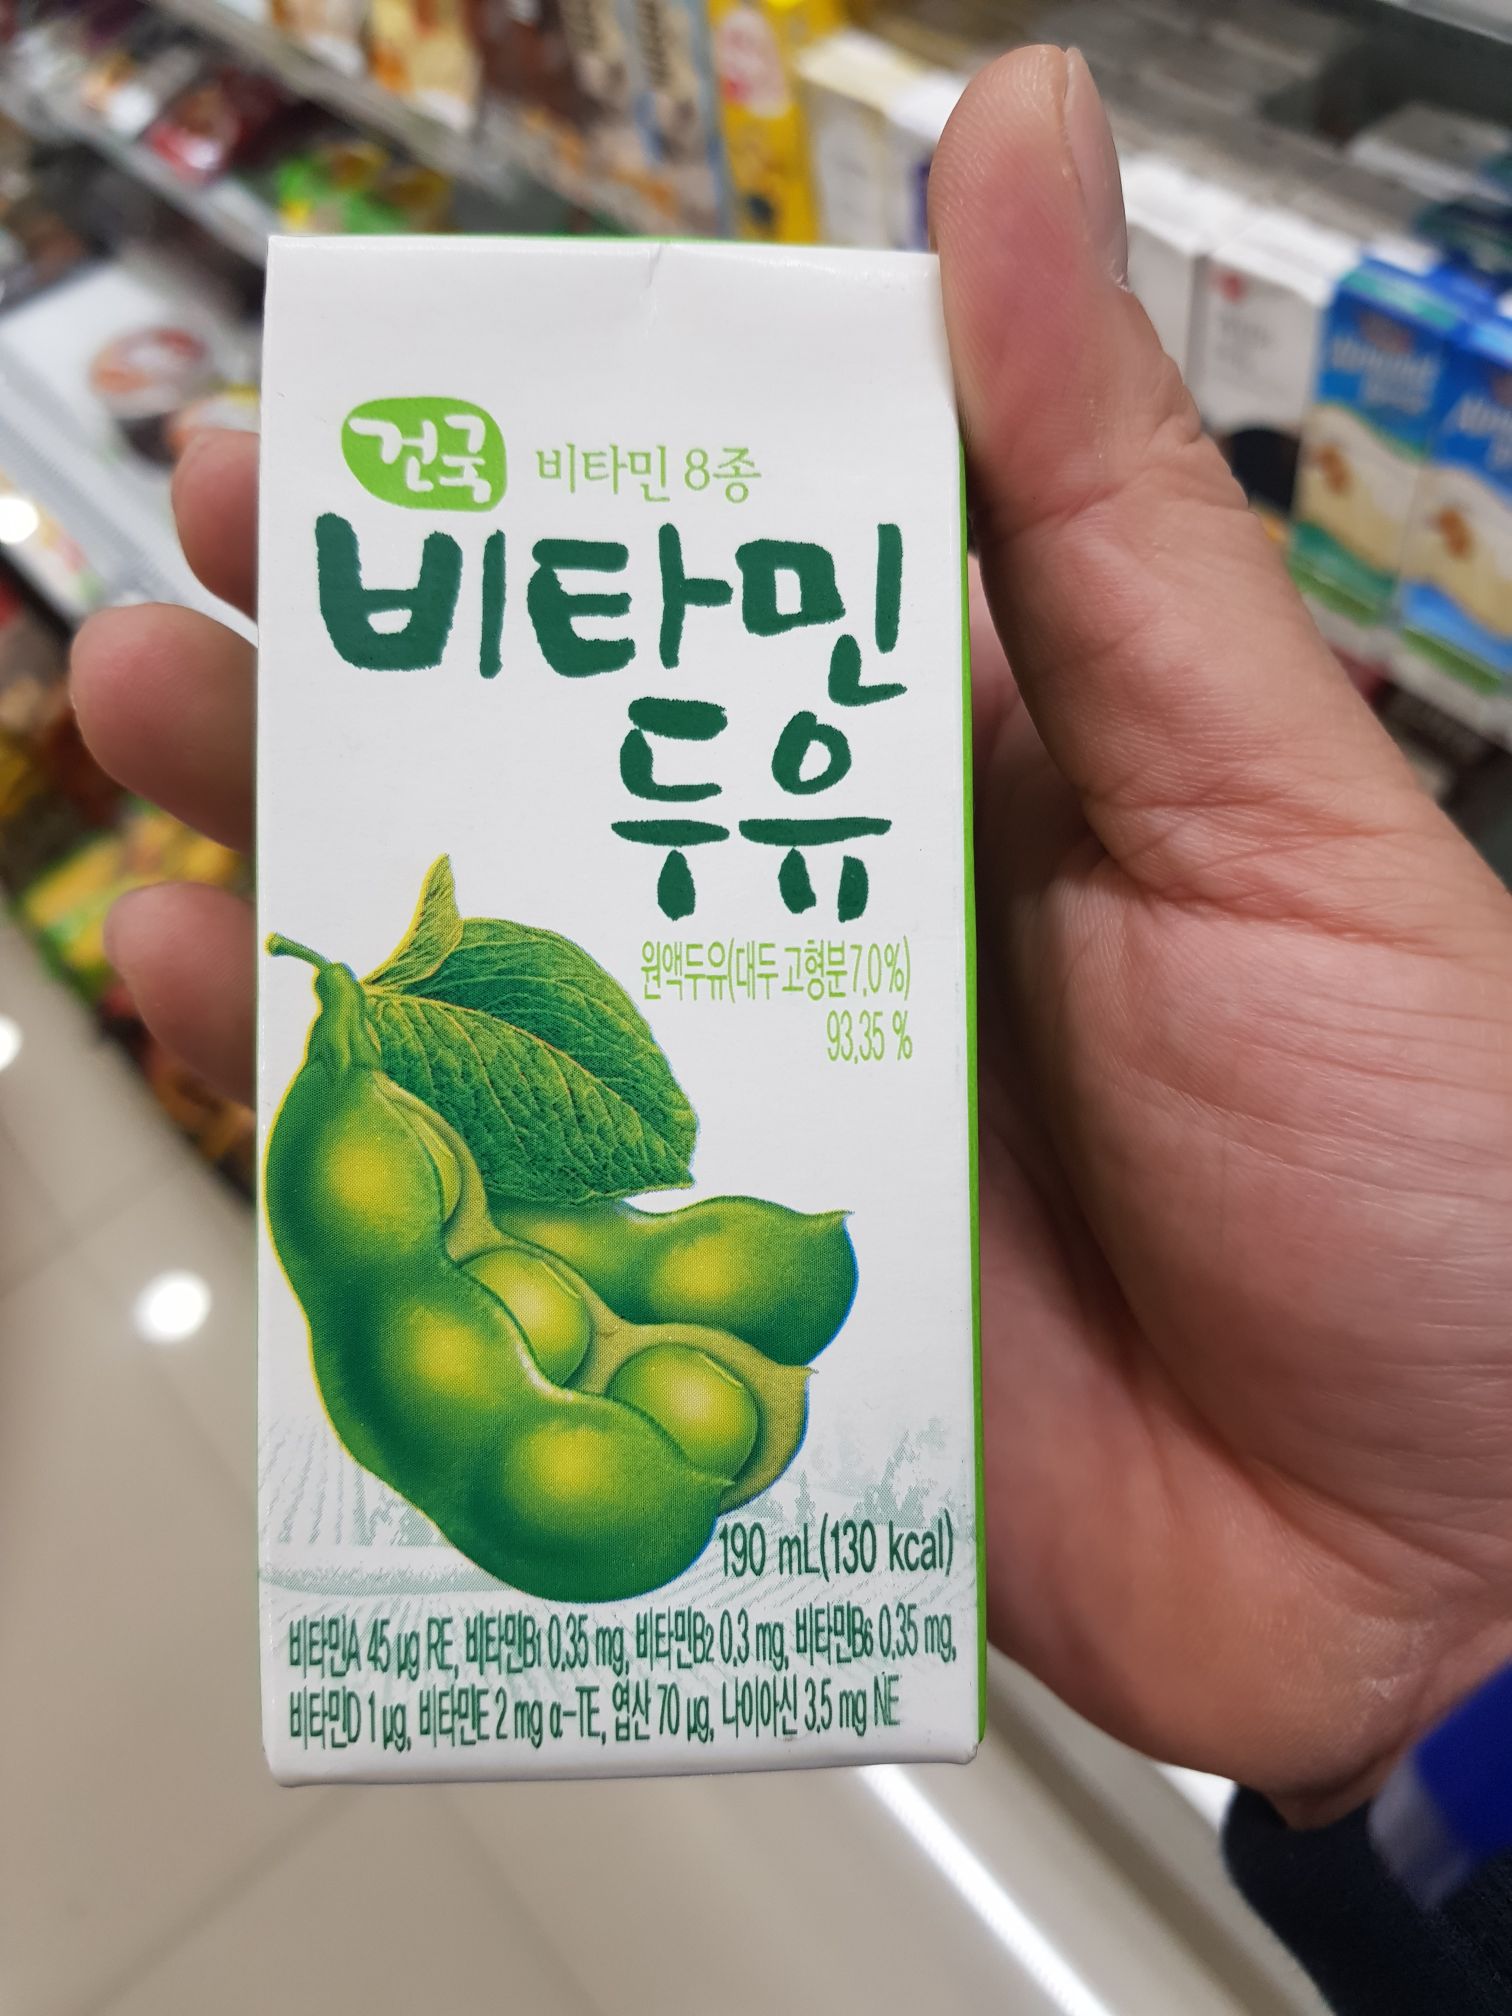 건국 비타민 8종
비타민
두유
원액두유(대두 고형분7.0%)
93.35 %
190 mL(130 kcal)
비타민A 45 μg RE, 비타민B1 0.35 mg, 비타민B2 0.3 mg, 비타민B6 0.35 mg,
비타민D 1 μg, 비타민E 2 mg α-TE, 엽산 70 μg, 나이아신 3.5 mg NE
Almond